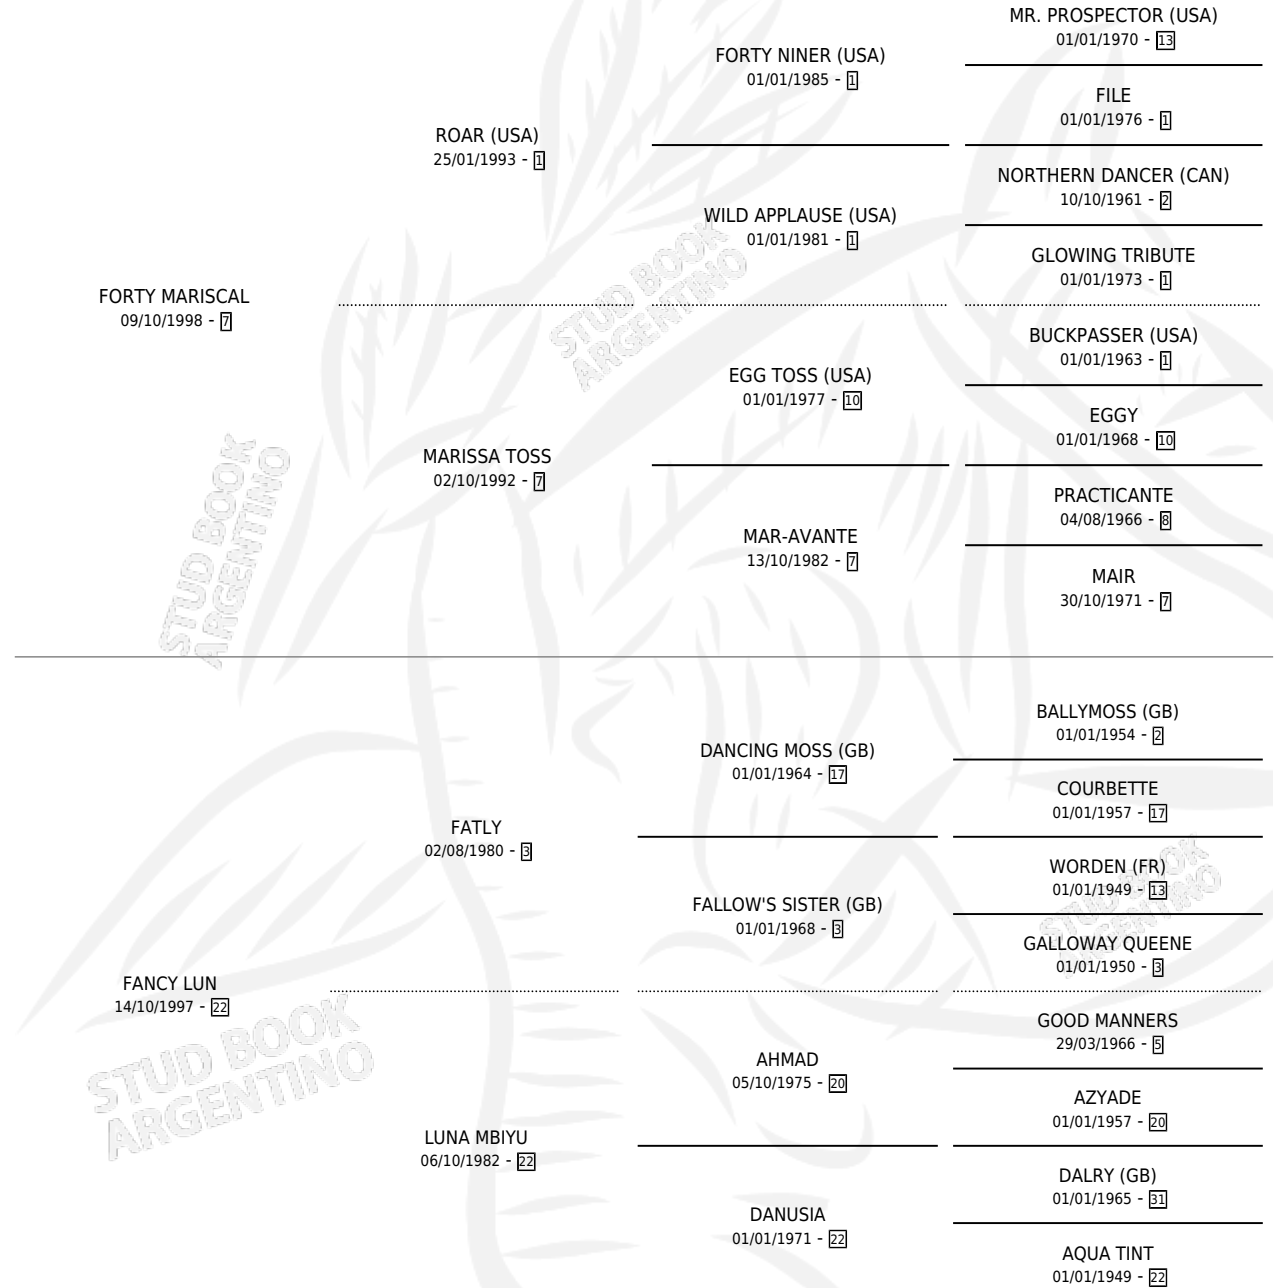 MR. PROSPECTOR (USA)
01/01/1970 - 13
FORTY NINER (USA)
01/01/1985 - 1
FILE
01/01/1976 - 1
ROAR (USA)
25/01/1993 - 1
NORTHERN DANCER (CAN)
10/10/1961 - 2
WILD APPLAUSE (USA)
01/01/1981 - 1
GLOWING TRIBUTE
01/01/1973 - 1
FORTY MARISCAL
09/10/1998 - 7
STUD BOOK
ARGENTINO
BUCKPASSER (USA)
01/01/1963 - 1
EGG TOSS (USA)
01/01/1977 - 10
EGGY
01/01/1968 - 10
MARISSA TOSS
02/10/1992 - 7
PRACTICANTE
04/08/1966 - 8
MAR-AVANTE
13/10/1982 - 7
MAIR
30/10/1971 - 7
STUD BOOK
ARGENTINO
BALLYMOSS (GB)
01/01/1954 - 2
DANCING MOSS (GB)
01/01/1964 - 17
COURBETTE
01/01/1957 - 17
FATLY
02/08/1980 - 3
WORDEN (FR)
01/01/1949 - 13
FALLOW'S SISTER (GB)
01/01/1968 - 3
STUD BOOK
ARGENTINO
GALLOWAY QUEENE
01/01/1950 - 3
FANCY LUN
14/10/1997 - 22
GOOD MANNERS
29/03/1966 - 5
AHMAD
05/10/1975 - 20
AZYADE
01/01/1957 - 20
STUD BOOK
ARGENTINO
LUNA MBIYU
06/10/1982 - 22
DALRY (GB)
01/01/1965 - 31
DANUSIA
01/01/1971 - 22
AQUA TINT
01/01/1949 - 22